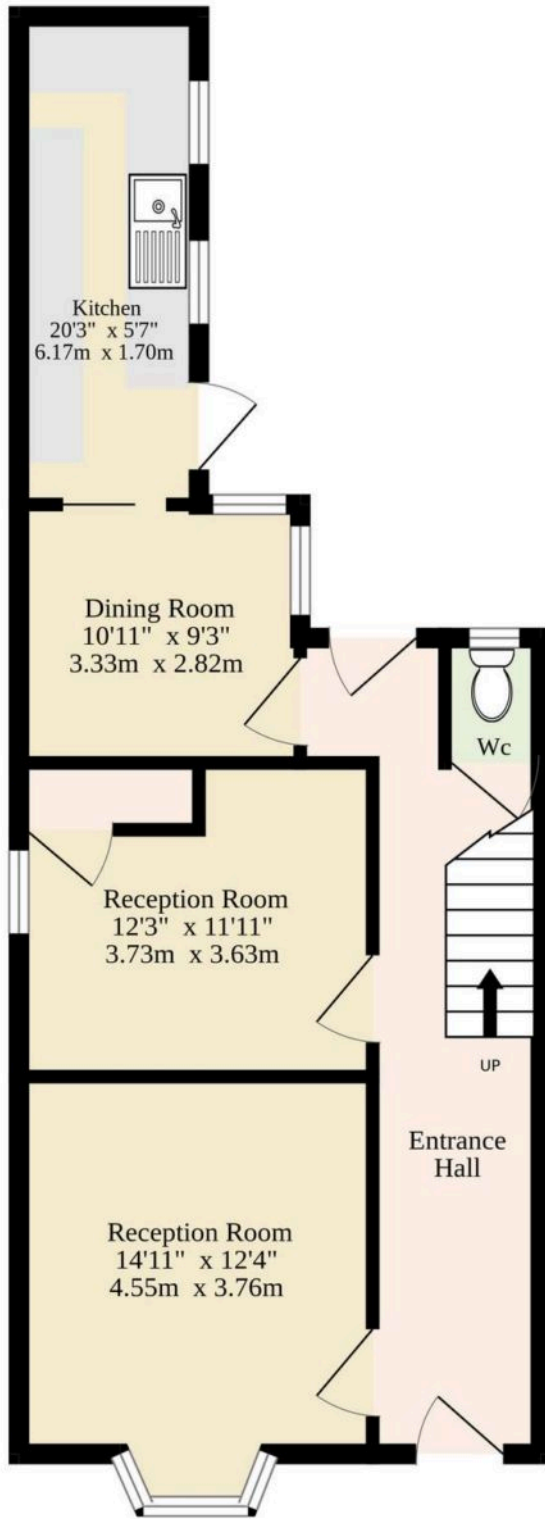 Kitchen
20'3" x 5'7"
6.17m x 1.70m
Dining Room
10'11" x 9'3"
3.33m x 2.82m
Wc
Reception Room
12'3" x 11'11"
3.73m x 3.63m
UP
Entrance
Hall
Reception Room
14'11" x 12'4"
4.55m x 3.76m